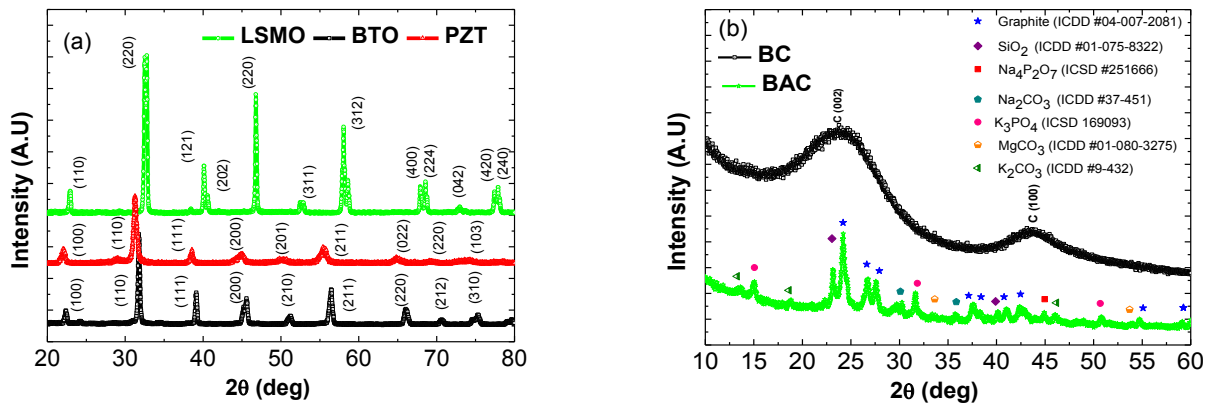 (a)
LSMO BTO PZT
(110)
(220)
(121)
(202)
(220)
(311)
(312)
(400)
(224)
(042)
(420)
(240)
(100)
(110)
(111)
(200)
(201)
(211)
(022)
(220)
(103)
(100)
(110)
(111)
(200)
(210)
(211)
(220)
(212)
(310)
Intensity (A.U)
20 30 40 50 60 70 80
2θ (deg)
(b)
BC
BAC
Graphite (ICDD #04-007-2081)
SiO2 (ICDD #01-075-8322)
Na4P2O7 (ICSD #251666)
Na2CO3 (ICDD #37-451)
K3PO4 (ICSD 169093)
MgCO3 (ICDD #01-080-3275)
K2CO3 (ICDD #9-432)
C (002)
C (100)
Intensity (A.U)
10 15 20 25 30 35 40 45 50 55 60
2θ (deg)